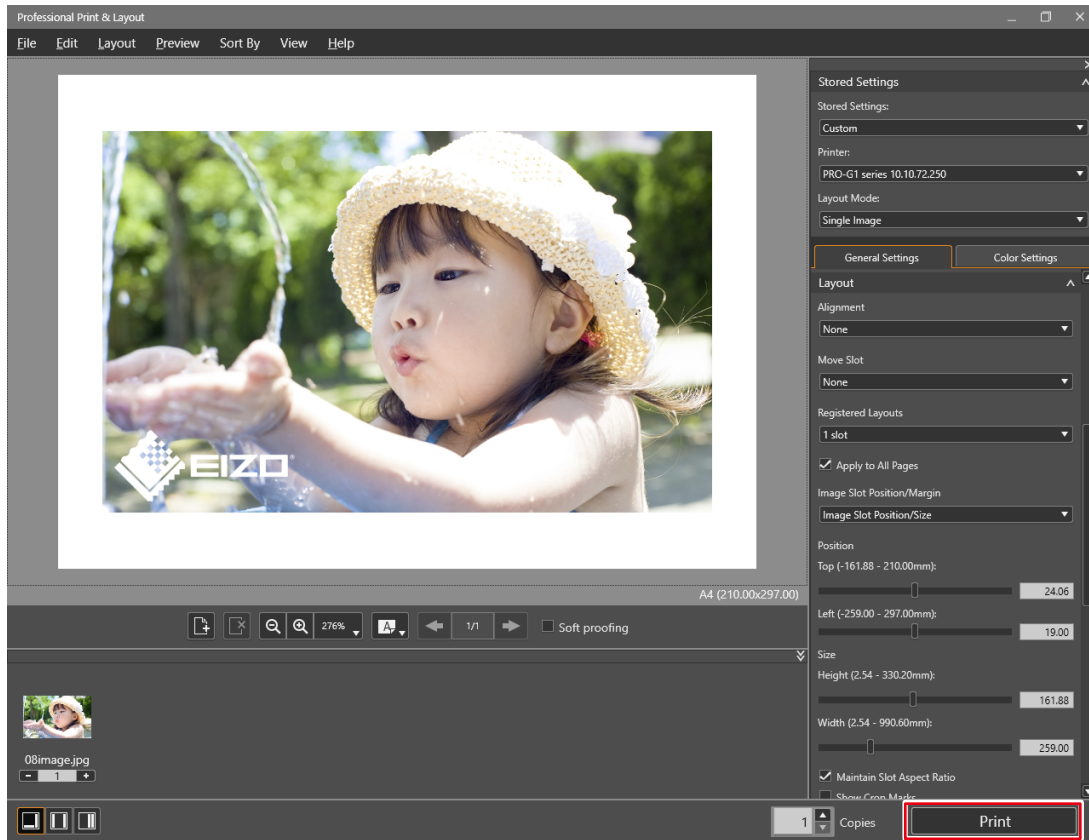 Professional Print & Layout
File Edit Layout Preview Sort By View Help
Stored Settings
Stored Settings:
Custom
Printer:
PRO-G1 series 10.10.72.250
Layout Mode:
Single Image
General Settings Color Settings
Layout
Alignment
None
Move Slot
None
Registered Layouts
1 slot
Apply to All Pages
Image Slot Position/Margin
Image Slot Position/Size
Position
Top (-161.88 - 210.00mm):
24.06
Left (-259.00 - 297.00mm):
19.00
Size
Height (2.54 - 330.20mm):
161.88
Width (2.54 - 990.60mm):
259.00
Maintain Slot Aspect Ratio
Show Crop Marks
EIZO
A4 (210.00x297.00)
276% A 1/1 Soft proofing
08image.jpg
- 1 +
1 Copies Print